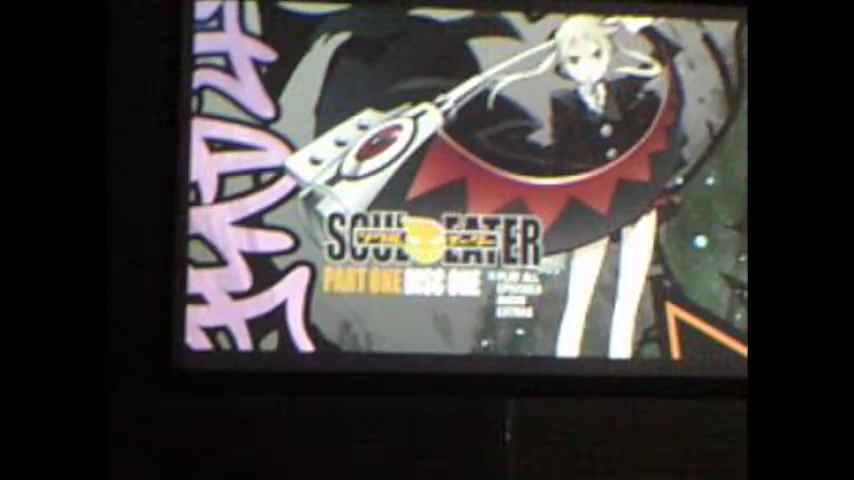 SOUL EATER
PART ONE DISC ONE
PLAY ALL
EPISODES
AUDIO
EXTRAS